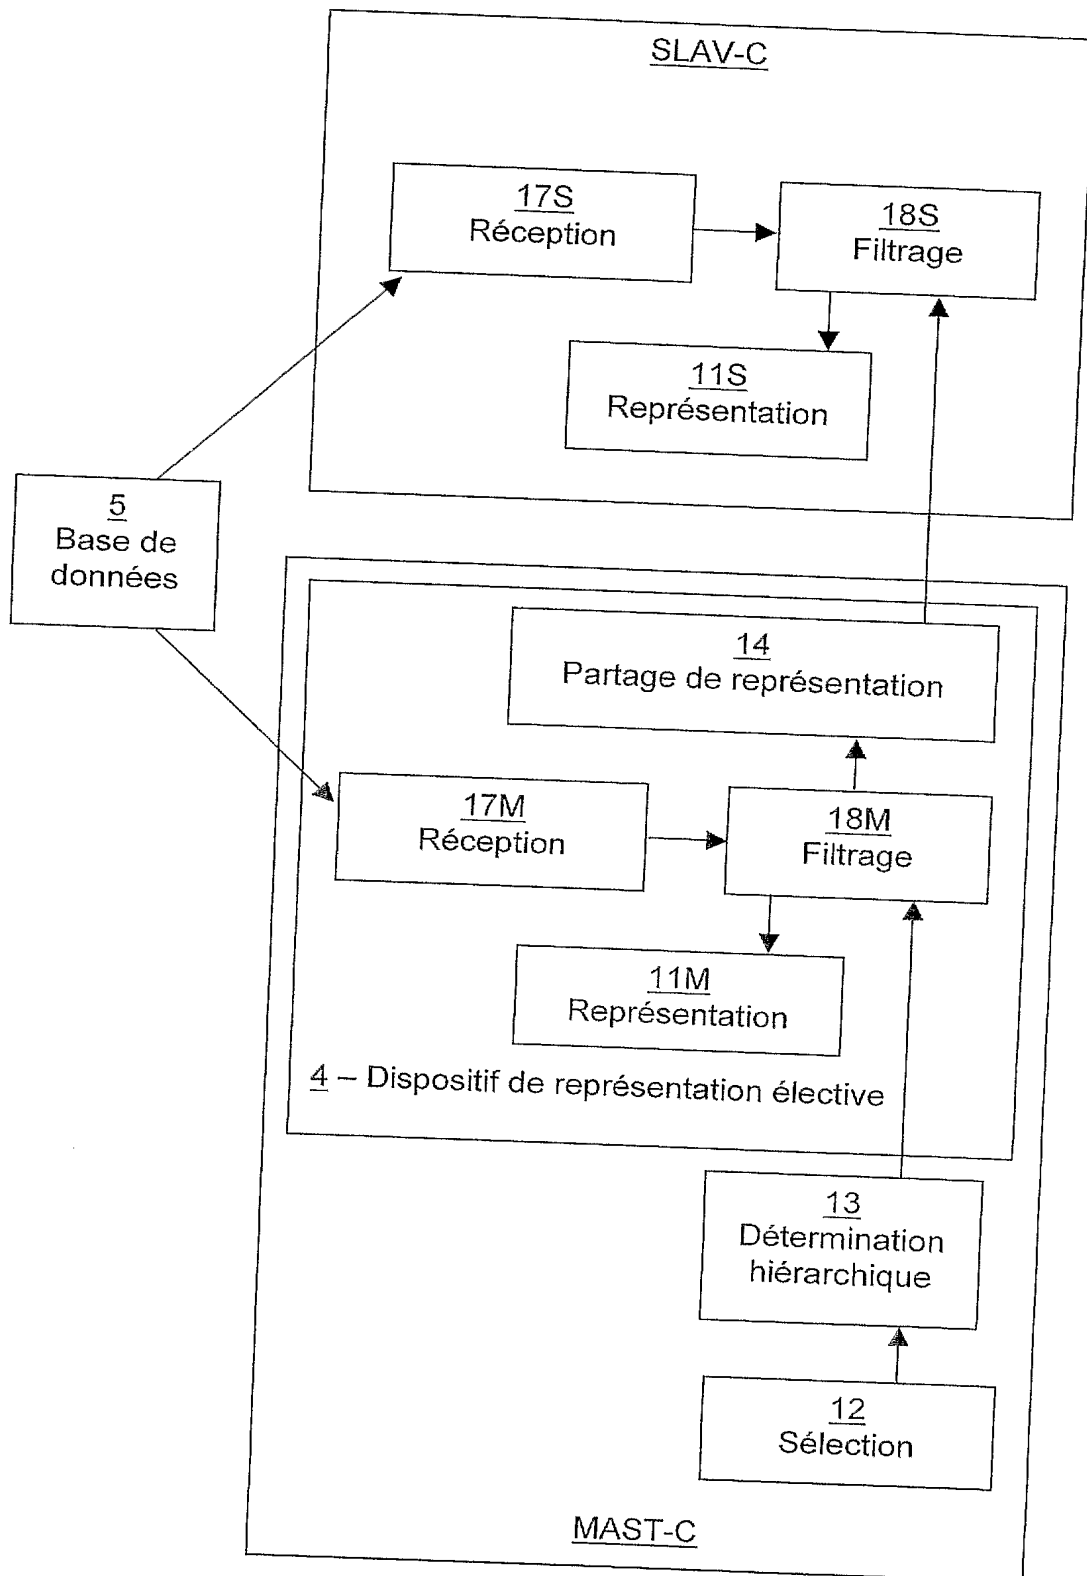 SLAV-C
17S
Réception
18S
Filtrage
11S
Représentation
5
Base de
données
14
Partage de représentation
17M
Réception
18M
Filtrage
11M
Représentation
4 – Dispositif de représentation élective
13
Détermination
hiérarchique
12
Sélection
MAST-C